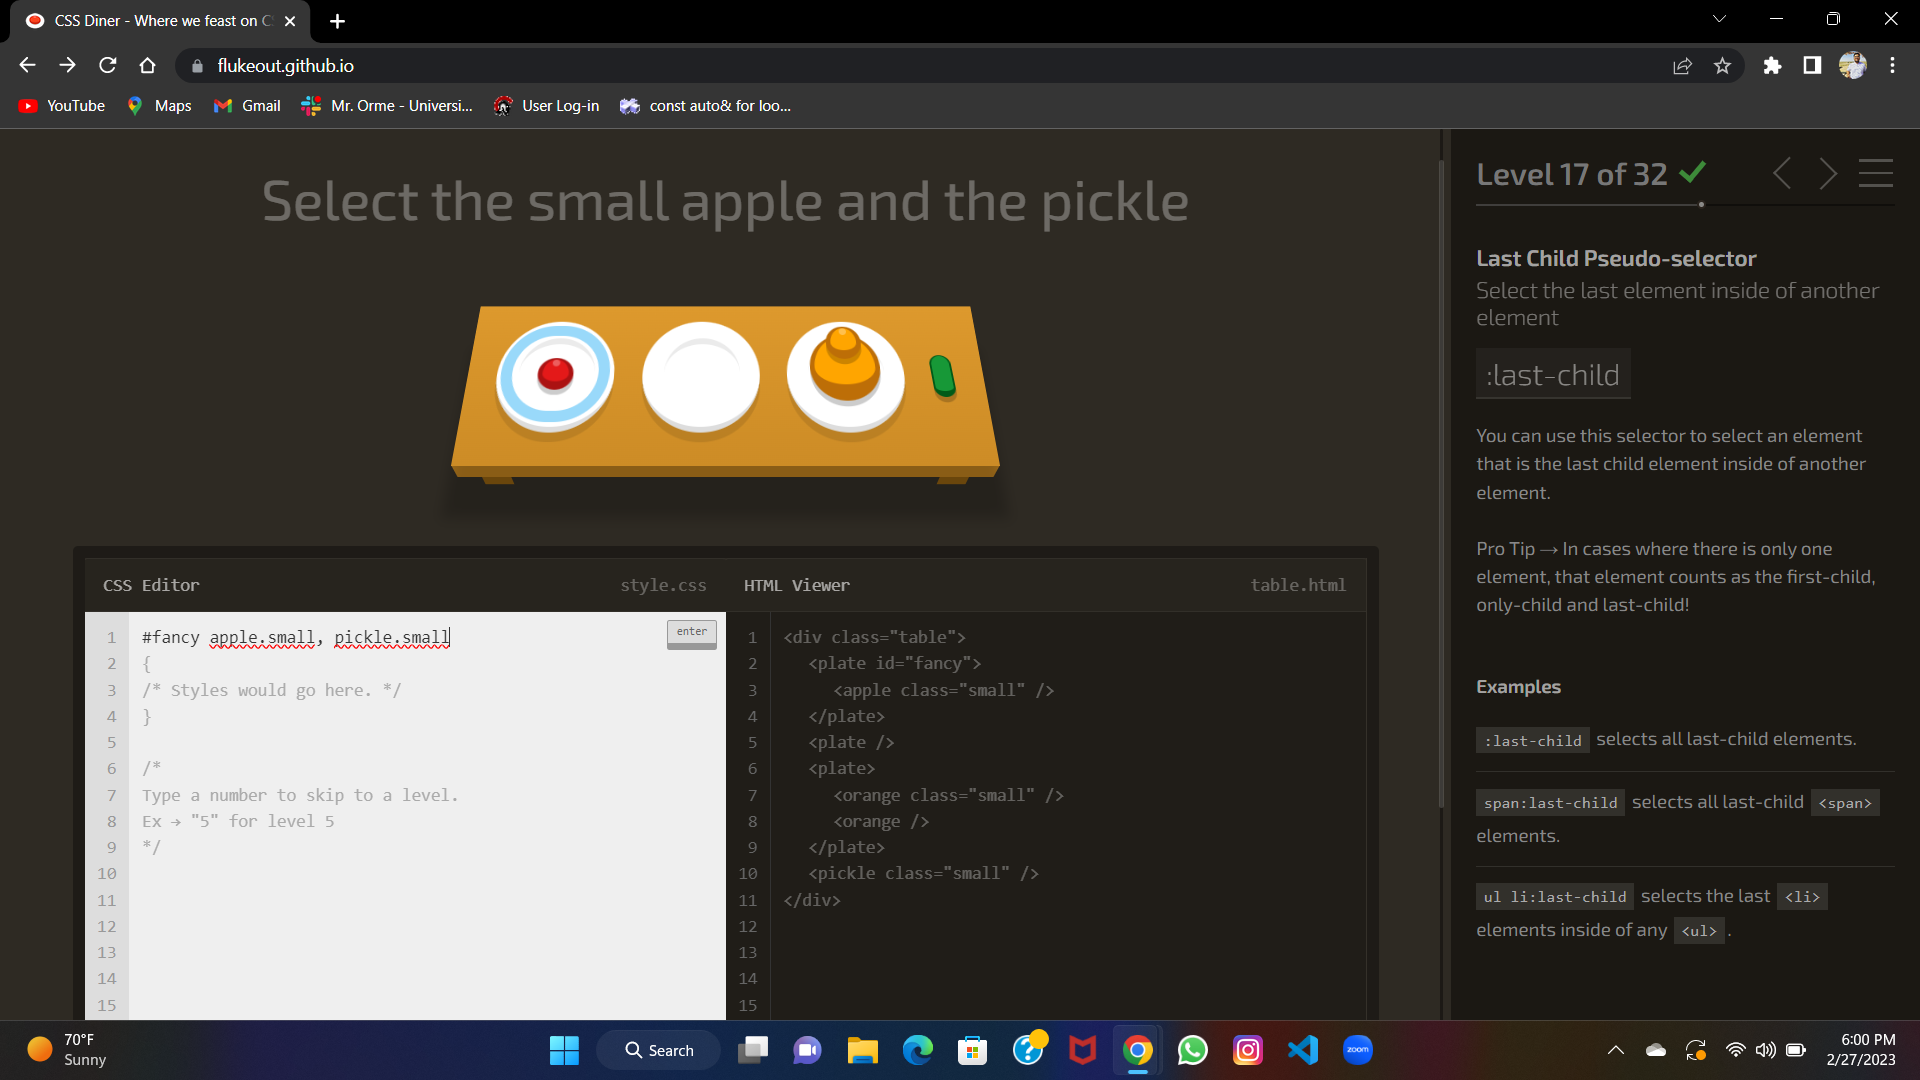 CSS Diner - Where we feast on C
flukeout.github.io
YouTube
Maps
Gmail
Mr. Orme - Universi...
User Log-in
const auto& for loo...
Select the small apple and the pickle
CSS Editor
style.css
1
#fancy apple.small, pickle.small
enter
2
{
3
/* Styles would go here. */
4
}
5
6
/*
7
Type a number to skip to a level.
8
Ex → "5" for level 5
9
*/
10
11
12
13
14
15
HTML Viewer
table.html
1
<div class="table">
2
<plate id="fancy">
3
<apple class="small" />
4
</plate>
5
<plate />
6
<plate>
7
<orange class="small" />
8
<orange />
9
</plate>
10
<pickle class="small" />
11
</div>
12
13
14
15
Level 17 of 32
Last Child Pseudo-selector
Select the last element inside of another
element
:last-child
You can use this selector to select an element
that is the last child element inside of another
element.
Pro Tip → In cases where there is only one
element, that element counts as the first-child,
only-child and last-child!
Examples
:last-child selects all last-child elements.
span:last-child selects all last-child <span>
elements.
ul li:last-child selects the last <li>
elements inside of any <ul> .
70°F
Sunny
Search
zoom
6:00 PM
2/27/2023